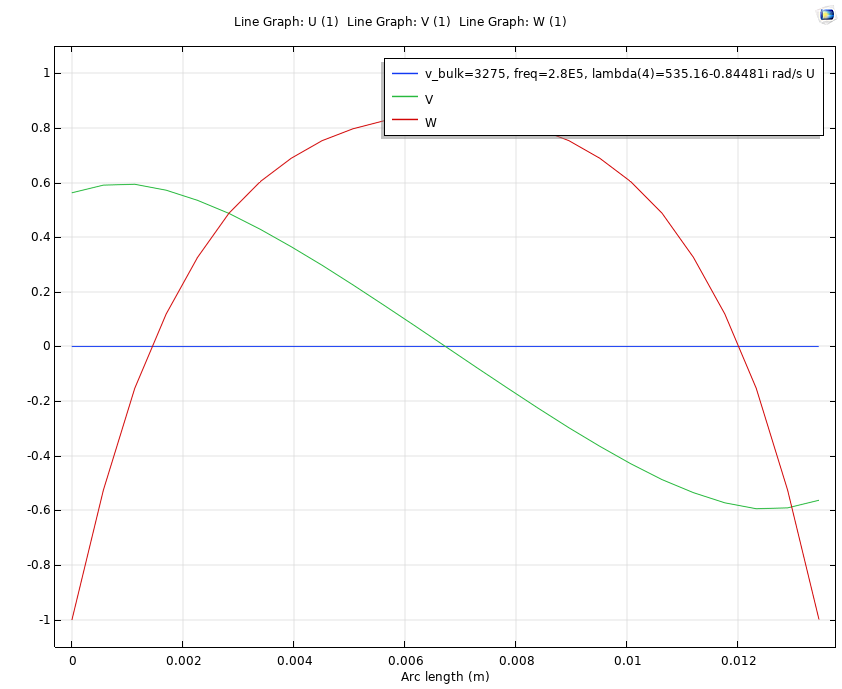 Line Graph: U (1) Line Graph: V (1) Line Graph: W (1)
v_bulk=3275, freq=2.8E5, lambda(4)=535.16-0.84481i rad/s U
V
W
1
0.8
0.6
0.4
0.2
0
-0.2
-0.4
-0.6
-0.8
-1
0 0.002 0.004 0.006 0.008 0.01 0.012
Arc length (m)